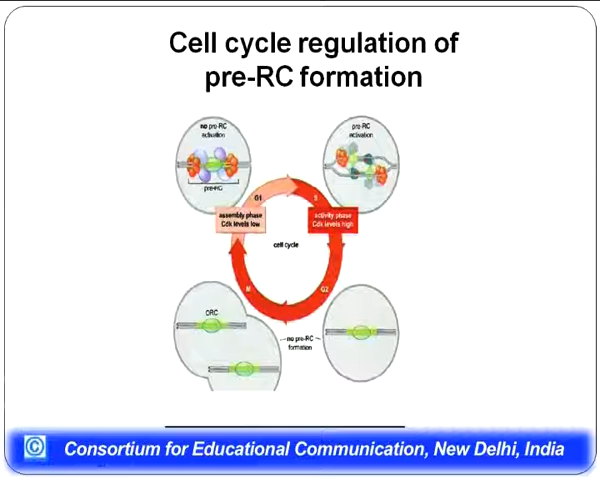 Cell cycle regulation of
pre-RC formation
no pre-RC
activation
pre-RC
activation
pre-RC
G1
S
assembly phase
Cdk levels low
activity phase
Cdk levels high
cell cycle
M
G2
ORC
no pre-RC
formation
© Consortium for Educational Communication, New Delhi, India